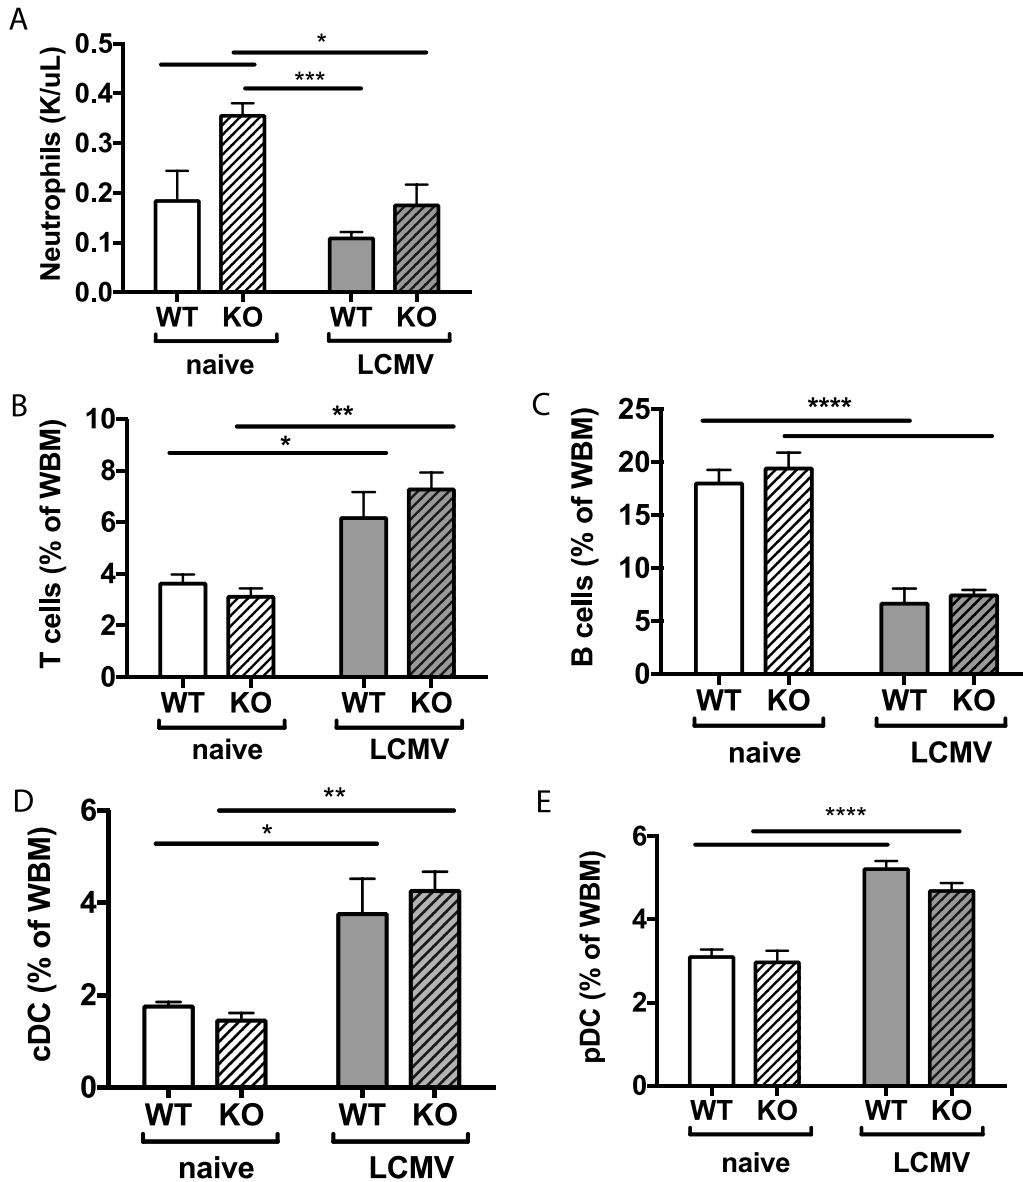 A
Neutrophils (K/uL)
0.5
0.4
0.3
0.2
0.1
0.0
*
***
WT KO WT KO
naive LCMV
B
T cells (% of WBM)
10
8
6
4
2
0
**
*
WT KO WT KO
naive LCMV
C
B cells (% of WBM)
25
20
15
10
5
0
****
WT KO WT KO
naive LCMV
D
cDC (% of WBM)
6
4
2
0
**
*
WT KO WT KO
naive LCMV
E
pDC (% of WBM)
6
4
2
0
****
WT KO WT KO
naive LCMV